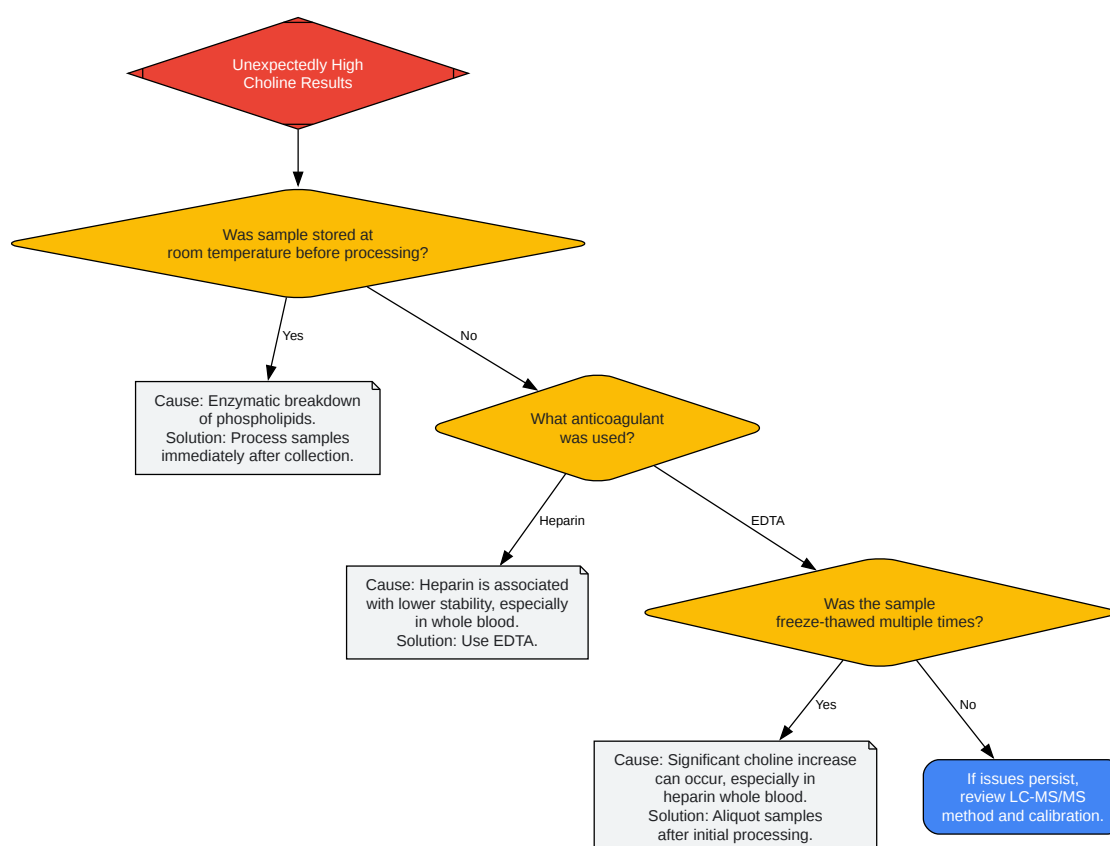 Unexpectedly High
Choline Results
Was sample stored at
room temperature before processing?
Yes
No
Cause: Enzymatic breakdown
of phospholipids.
Solution: Process samples
immediately after collection.
What anticoagulant
was used?
Heparin
EDTA
Cause: Heparin is associated
with lower stability, especially
in whole blood.
Solution: Use EDTA.
Was the sample
freeze-thawed multiple times?
Yes
No
Cause: Significant choline increase
can occur, especially in
heparin whole blood.
Solution: Aliquot samples
after initial processing.
If issues persist,
review LC-MS/MS
method and calibration.